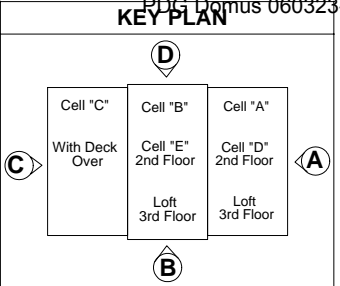 PDG Domus 060323
KEY PLAN
D
Cell "C"
With Deck
Over
Cell "B"
Cell "E"
2nd Floor
Loft
3rd Floor
Cell "A"
Cell "D"
2nd Floor
Loft
3rd Floor
C
A
B